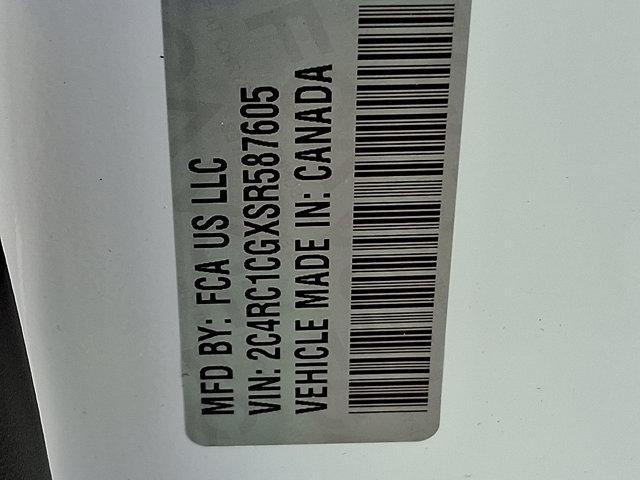 MFD BY: FCA US LLC
VIN: 2C4RC1CGXSR587605
VEHICLE MADE IN: CANADA